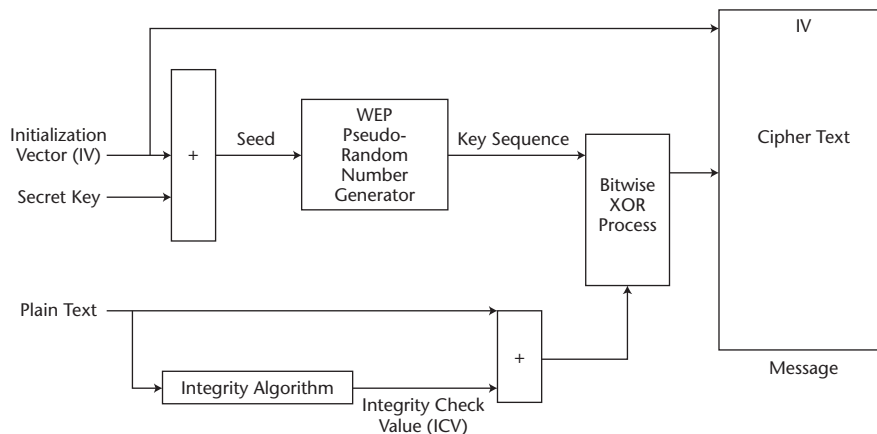 IV
Initialization
Vector (IV)
+
Seed
WEP
Pseudo-
Random
Number
Generator
Key Sequence
Bitwise
XOR
Process
Cipher Text
Secret Key
Plain Text
+
Integrity Algorithm
Integrity Check
Value (ICV)
Message